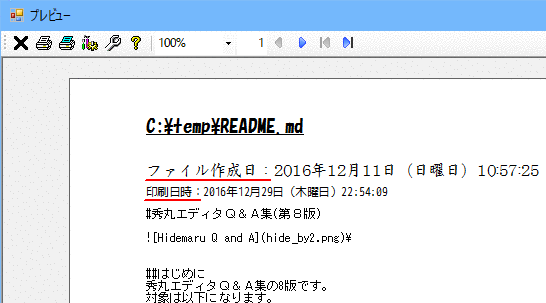 プレビュー
100% 1
C:¥temp¥README.md
ファイル作成日：2016年12月11日（日曜日）10:57:25
印刷日時：2016年12月29日（木曜日）22:54:09
#秀丸エディタＱ＆Ａ集(第８版)
![Hidemaru Q and A](hide_by2.png)¥
##はじめに
秀丸エディタＱ＆Ａ集の8版です。
対象は以下になります。